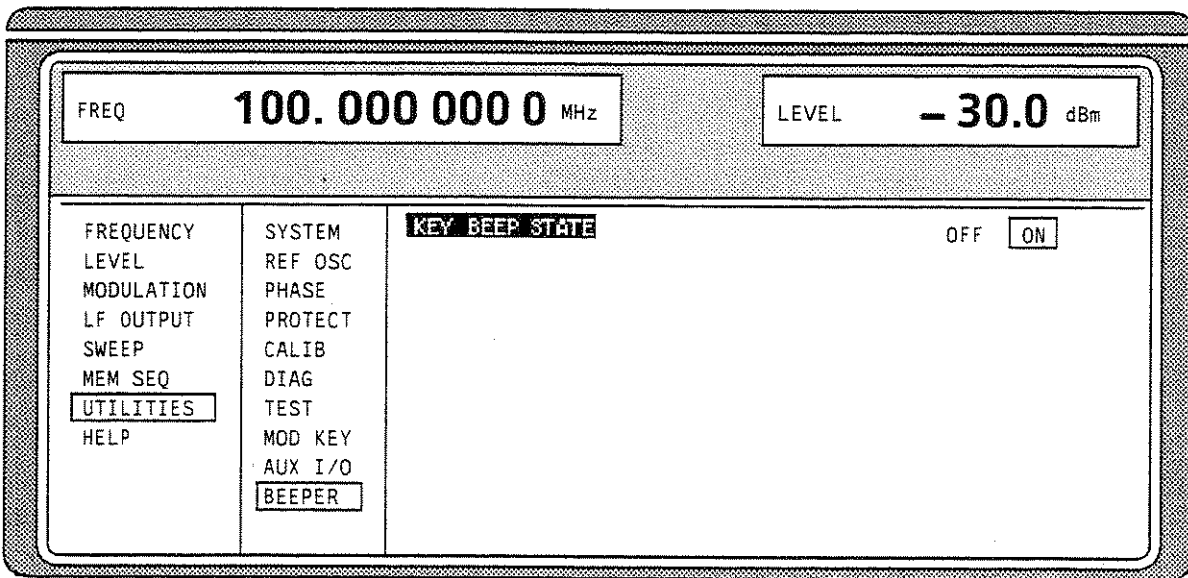 FREQ 100. 000 000 0 MHz
LEVEL – 30.0 dBm
FREQUENCY
LEVEL
MODULATION
LF OUTPUT
SWEEP
MEM SEQ
UTILITIES
HELP
SYSTEM
REF OSC
PHASE
PROTECT
CALIB
DIAG
TEST
MOD KEY
AUX I/O
BEEPER
KEY BEEP STATE
OFF ON